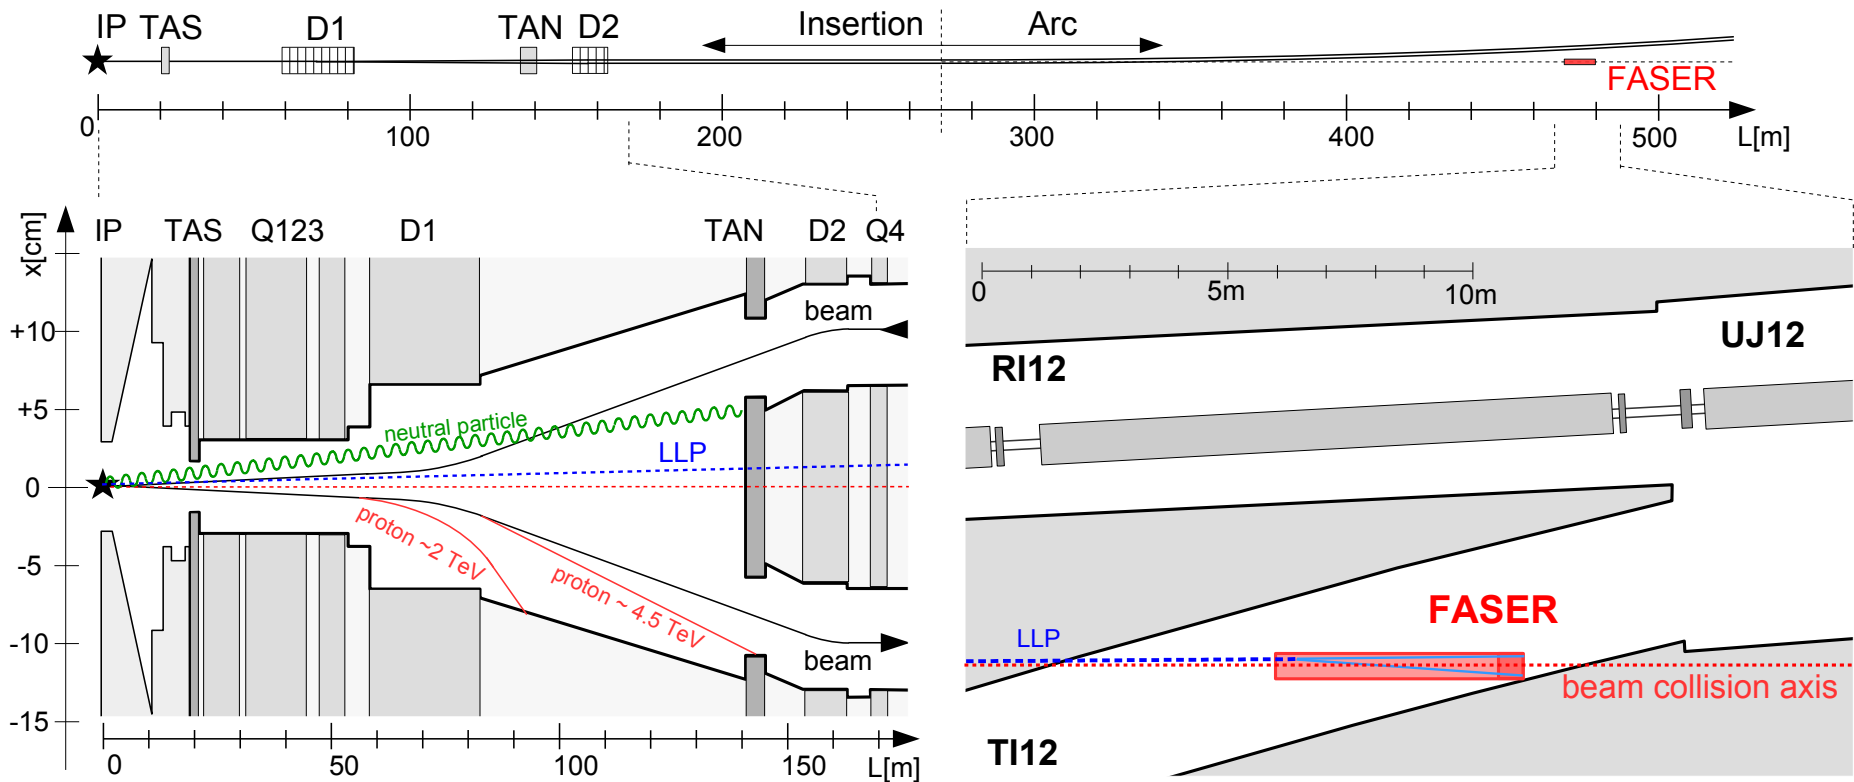 IP TAS D1 TAN D2 Insertion Arc
FASER
0 100 200 300 400 500 L[m]
x[cm]
IP TAS Q123 D1 TAN D2 Q4
+10
+5
0
-5
-10
-15
beam
neutral particle
LLP
proton ~2 TeV
proton ~ 4.5 TeV
beam
0 50 100 150 L[m]
0 5m 10m
RI12
UJ12
FASER
LLP
beam collision axis
TI12